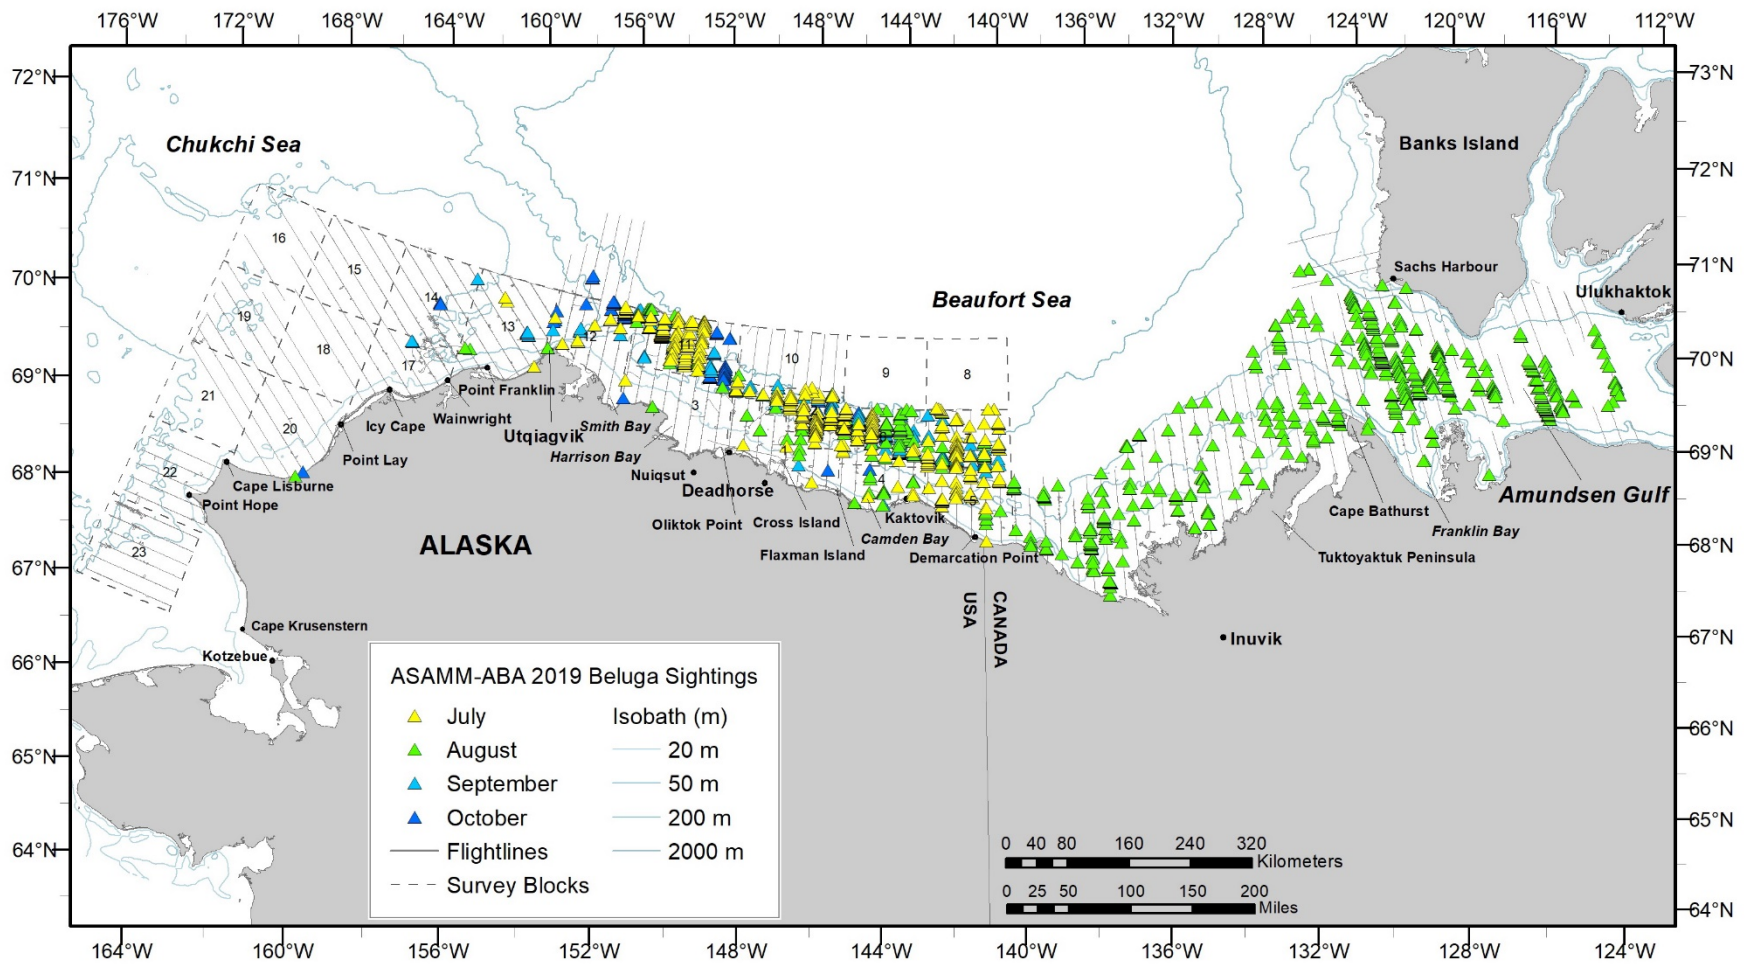 176°W 172°W 168°W 164°W 160°W 156°W 152°W 148°W 144°W 140°W 136°W 132°W 128°W 124°W 120°W 116°W 112°W
72°N
73°N
Chukchi Sea
Banks Island
71°N
72°N
16
15
70°N
71°N
Sachs Harbour
14
Beaufort Sea
Ulukhaktok
19
13
18
12
11
10
9
8
70°N
17
69°N
Point Franklin
21
3
Wainwright
Icy Cape
20
Utqiagvik
Smith Bay
Harrison Bay
69°N
Point Lay
22
68°N
Nuiqsut
4
Cape Lisburne
Deadhorse
Amundsen Gulf
Point Hope
5
Cape Bathurst
Kaktovik
Oliktok Point
Cross Island
Camden Bay
Franklin Bay
23
ALASKA
Flaxman Island
Demarcation Point
Tuktoyaktuk Peninsula
68°N
67°N
USA
CANADA
Cape Krusenstern
67°N
Inuvik
Kotzebue
66°N
ASAMM-ABA 2019 Beluga Sightings
July
Isobath (m)
August
20 m
September
50 m
October
200 m
Flightlines
2000 m
Survey Blocks
66°N
65°N
65°N
64°N
0 40 80 160 240 320
Kilometers
0 25 50 100 150 200
Miles
64°N
164°W 160°W 156°W 152°W 148°W 144°W 140°W 136°W 132°W 128°W 124°W